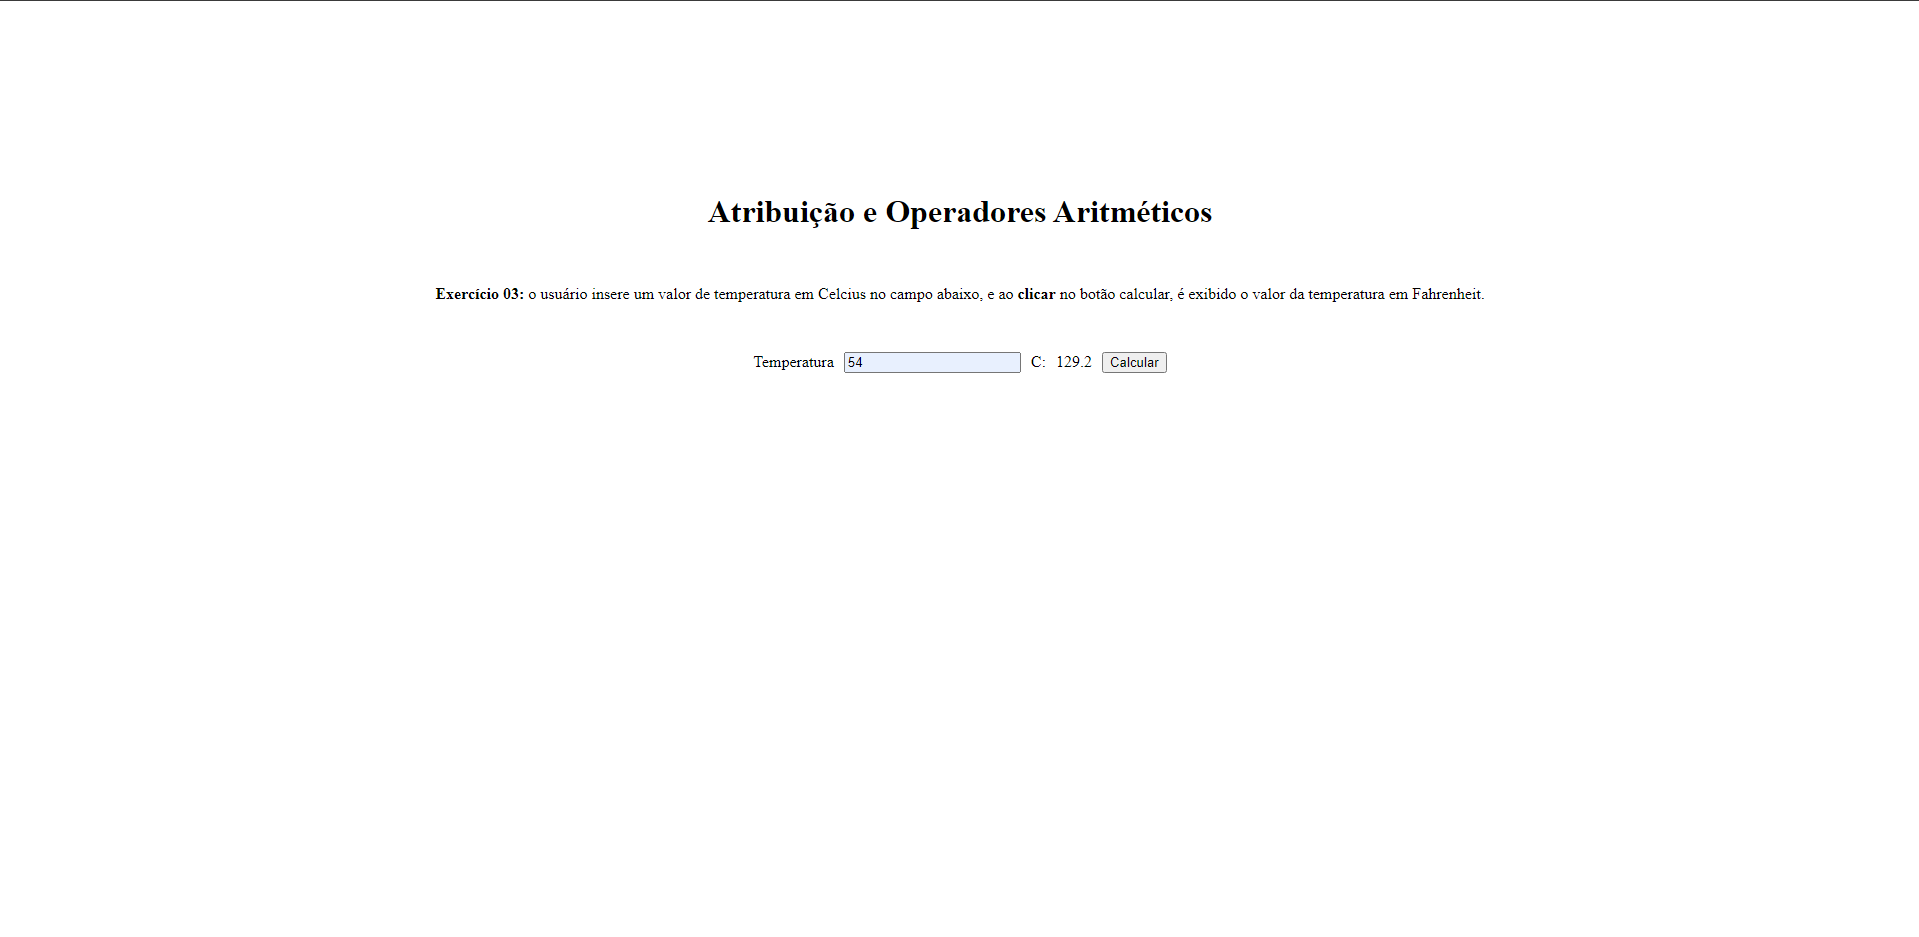 Atribuição e Operadores Aritméticos
Exercício 03: o usuário insere um valor de temperatura em Celcius no campo abaixo, e ao clicar no botão calcular, é exibido o valor da temperatura em Fahrenheit.
Temperatura 54 C: 129.2 Calcular